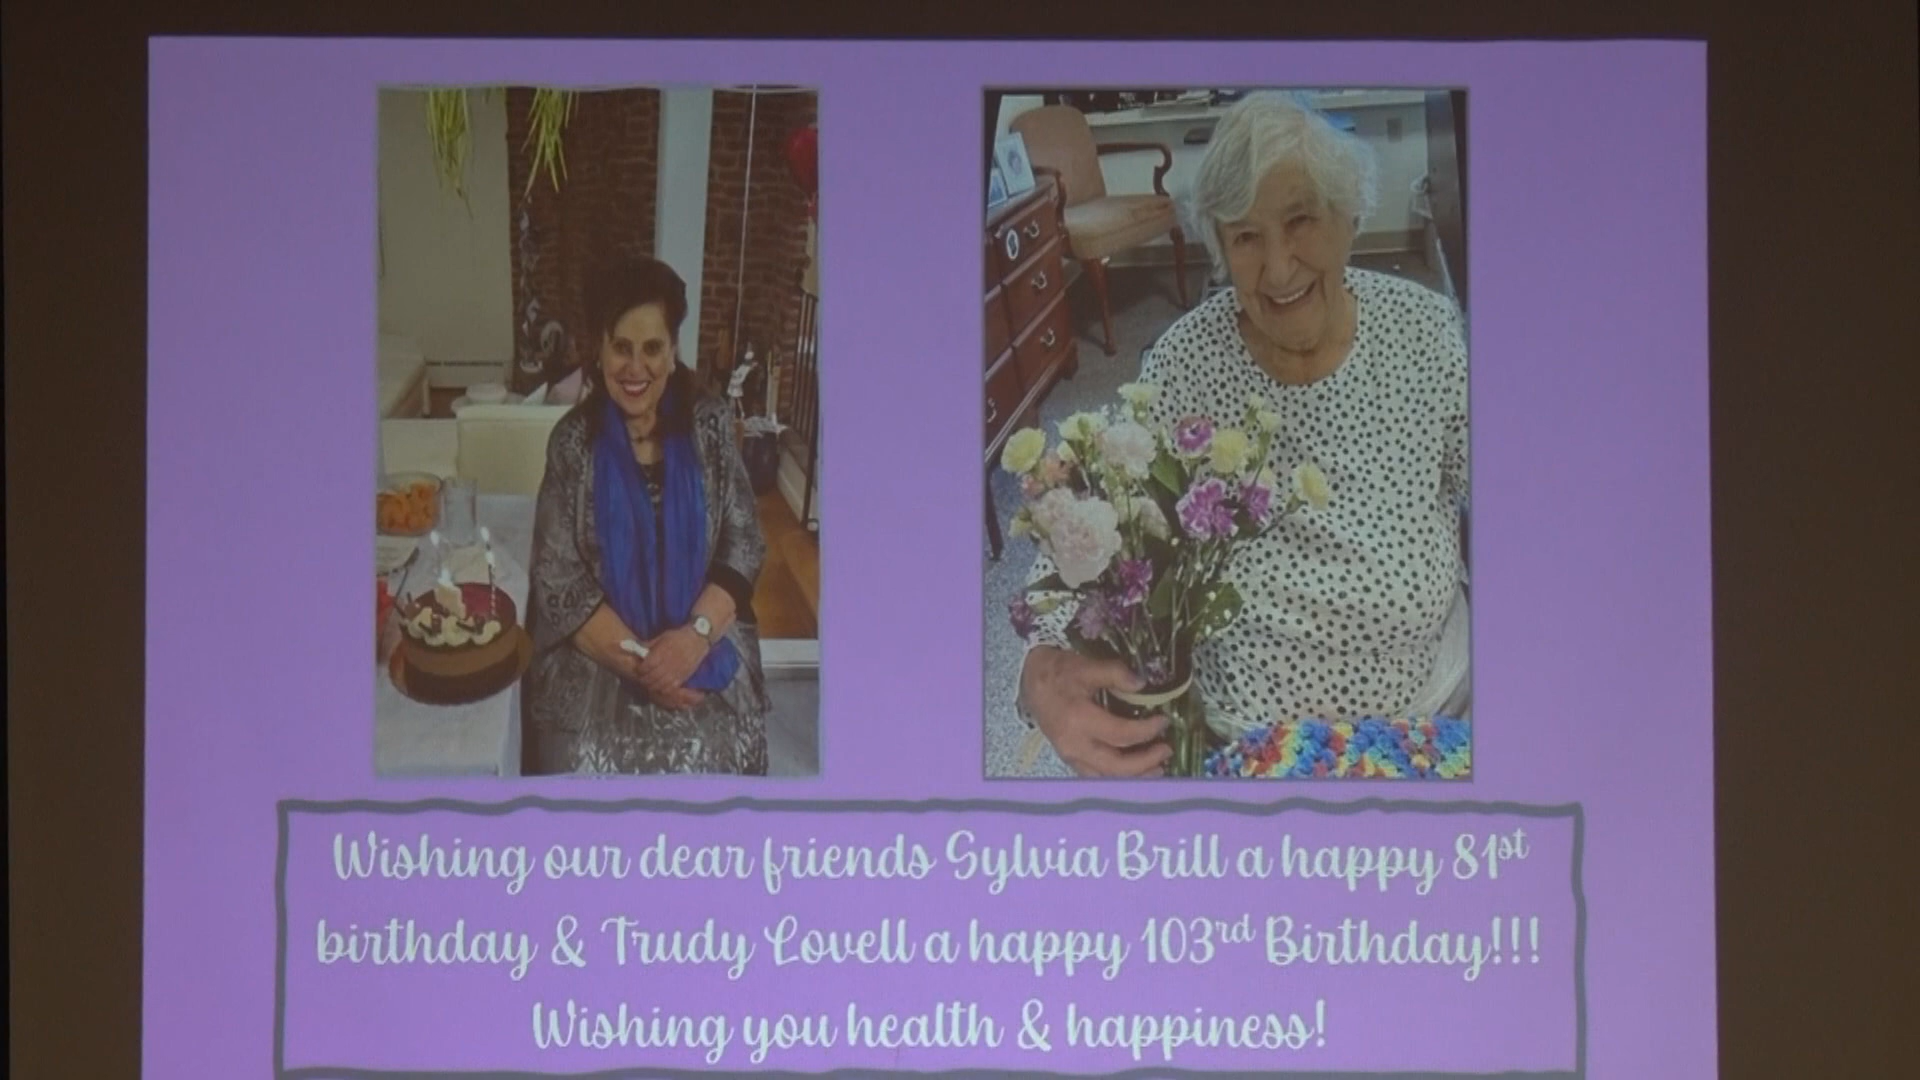 Wishing our dear friends Sylvia Brill a happy 81st
birthday & Trudy Lovell a happy 103rd Birthday!!!
Wishing you health & happiness!